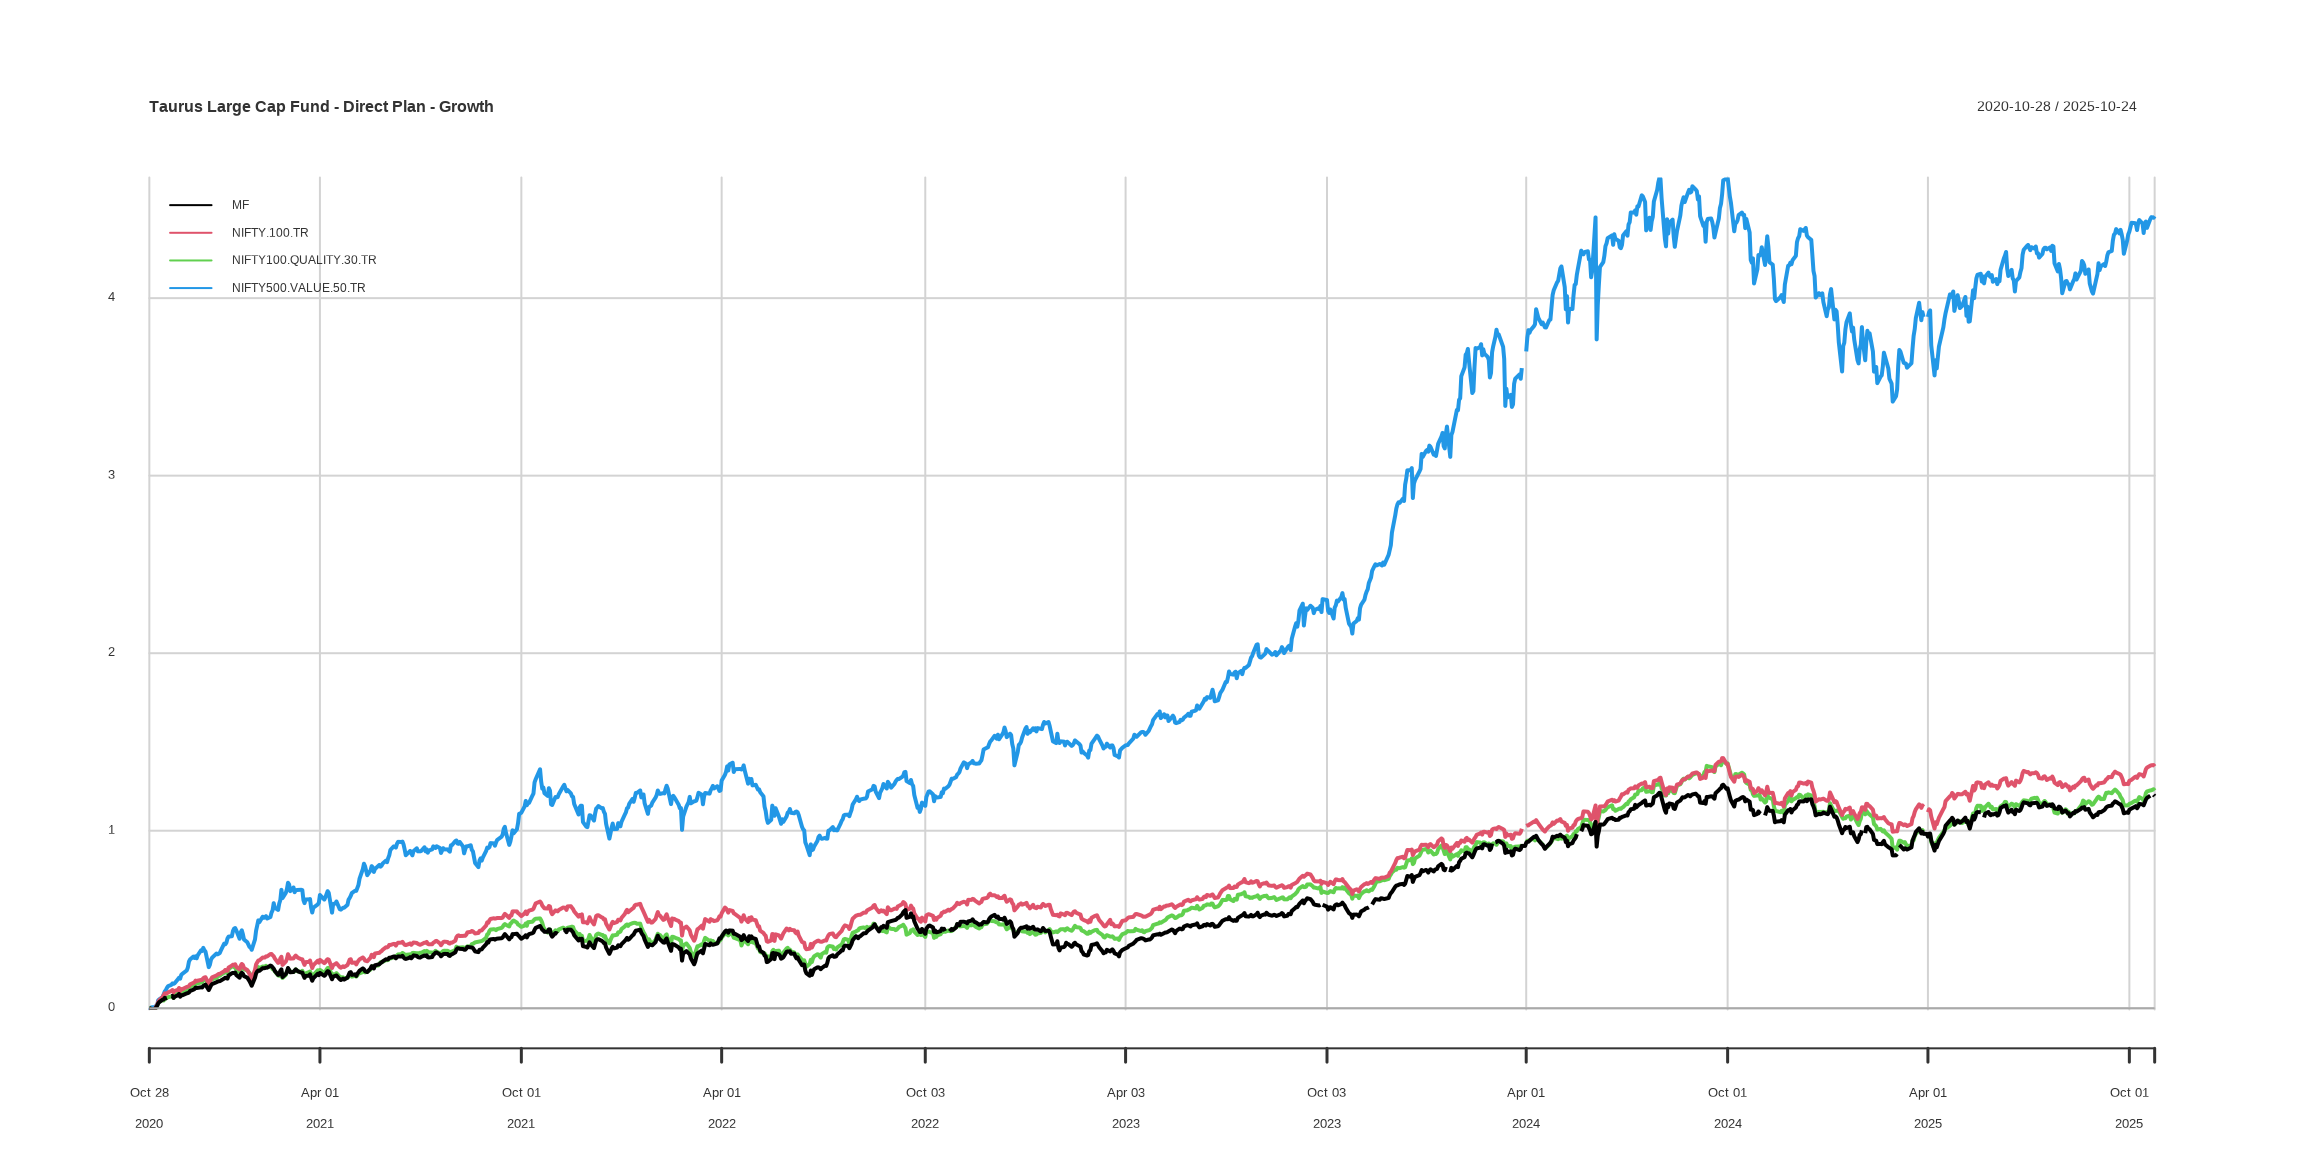 Taurus Large Cap Fund - Direct Plan - Growth
2020-10-28 / 2025-10-24
MF
NIFTY.100.TR
NIFTY100.QUALITY.30.TR
NIFTY500.VALUE.50.TR
4
3
2
1
0
Oct 28 Apr 01 Oct 01 Apr 01 Oct 03 Apr 03 Oct 03 Apr 01 Oct 01 Apr 01 Oct 01
2020 2021 2021 2022 2022 2023 2023 2024 2024 2025 2025